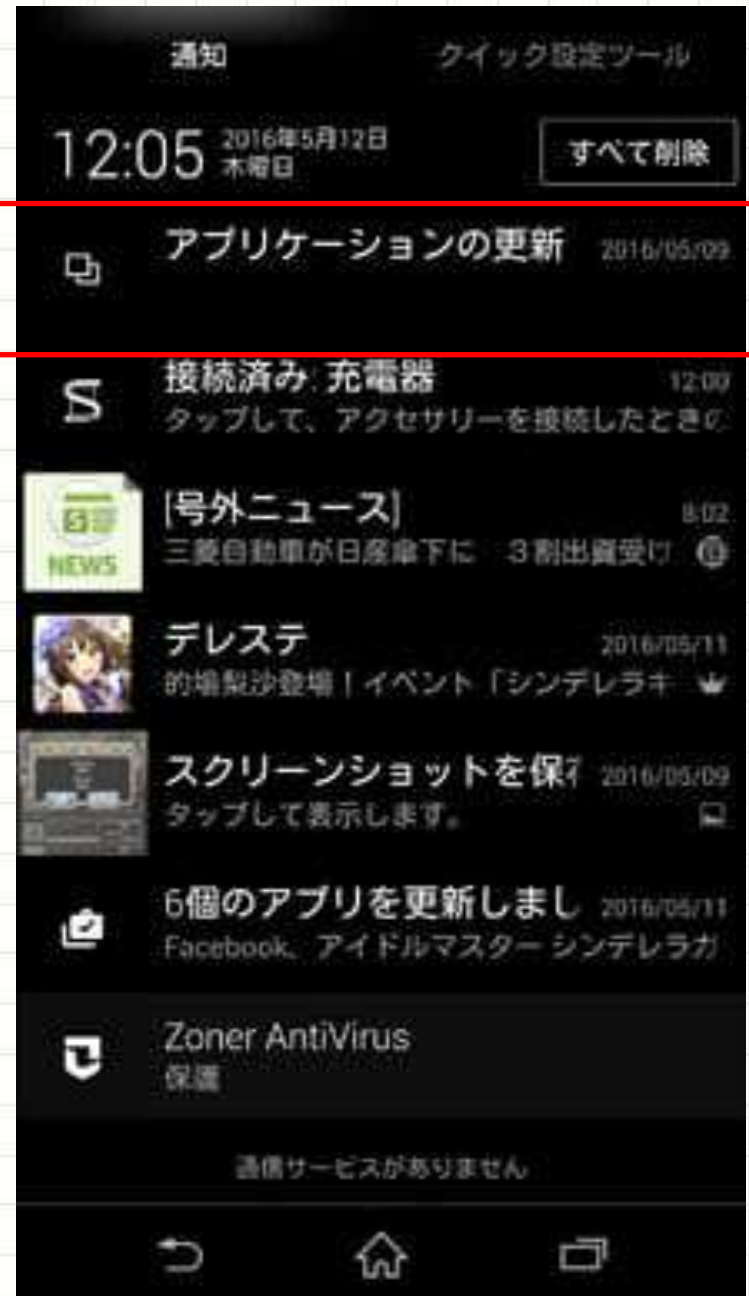 通知
クイック設定ツール
12:05
2016年5月12日
木曜日
すべて削除
アプリケーションの更新 2016/05/09
接続済み: 充電器 12:00
タップして、アクセサリーを接続したときの
[号外ニュース] 8:02
三菱自動車が日産傘下に 3割出資受け
NEWS
デレステ 2016/05/11
的場梨沙登場!イベント「シンデレラキ
スクリーンショットを保存 2016/05/09
タップして表示します。
6個のアプリを更新しまし 2016/05/11
Facebook、アイドルマスター シンデレラガ
Zoner AntiVirus
保護
通信サービスがありません